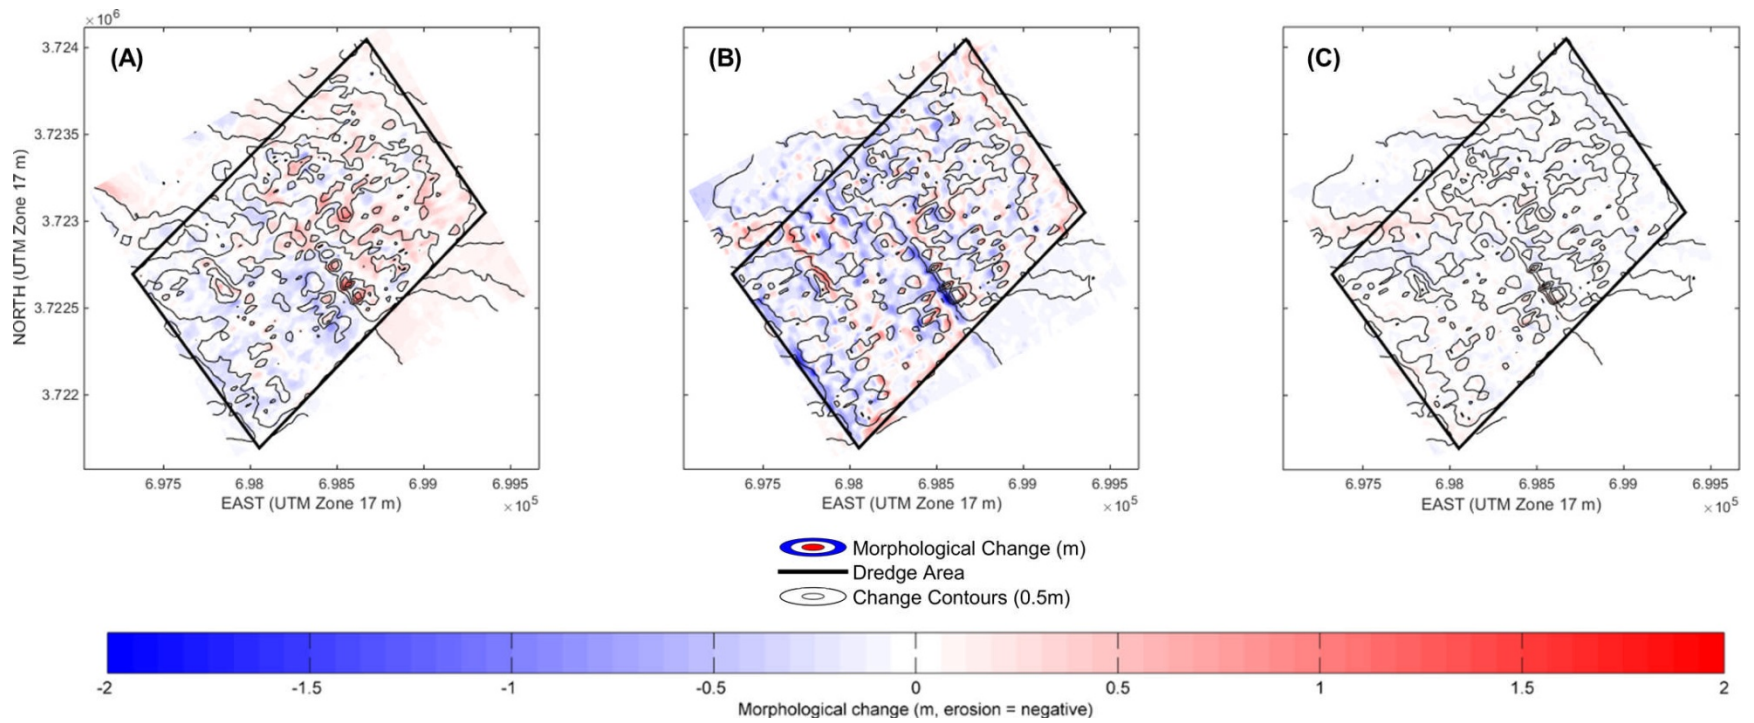 ×10⁶
(A)
(B)
(C)
3.724
3.7235
3.723
3.7225
3.722
NORTH (UTM Zone 17 m)
6.975 6.98 6.985 6.99 6.995
6.975 6.98 6.985 6.99 6.995
6.975 6.98 6.985 6.99 6.995
EAST (UTM Zone 17 m) ×10⁵
EAST (UTM Zone 17 m) ×10⁵
EAST (UTM Zone 17 m) ×10⁵
Morphological Change (m)
Dredge Area
Change Contours (0.5m)
-2 -1.5 -1 -0.5 0 0.5 1 1.5 2
Morphological change (m, erosion = negative)